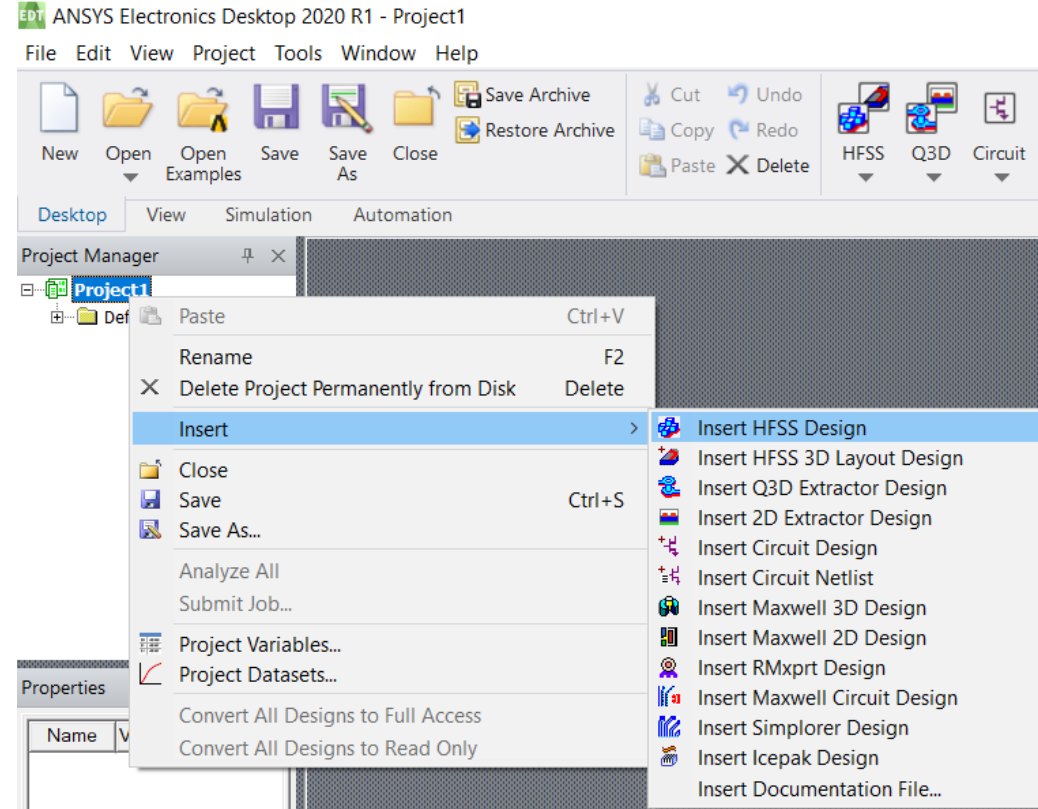 EDT ANSYS Electronics Desktop 2020 R1 - Project1
File Edit View Project Tools Window Help
New
Open
Open Examples
Save
Save As
Close
Save Archive
Restore Archive
Cut
Copy
Paste
Undo
Redo
Delete
HFSS
Q3D
Circuit
Desktop View Simulation Automation
Project Manager
Project1
Def
Paste Ctrl+V
Rename F2
Delete Project Permanently from Disk Delete
Insert
Close
Save Ctrl+S
Save As...
Analyze All
Submit Job...
Project Variables...
Project Datasets...
Convert All Designs to Full Access
Convert All Designs to Read Only
Insert HFSS Design
Insert HFSS 3D Layout Design
Insert Q3D Extractor Design
Insert 2D Extractor Design
Insert Circuit Design
Insert Circuit Netlist
Insert Maxwell 3D Design
Insert Maxwell 2D Design
Insert RMxprt Design
Insert Maxwell Circuit Design
Insert Simplorer Design
Insert Icepak Design
Insert Documentation File...
Properties
Name V